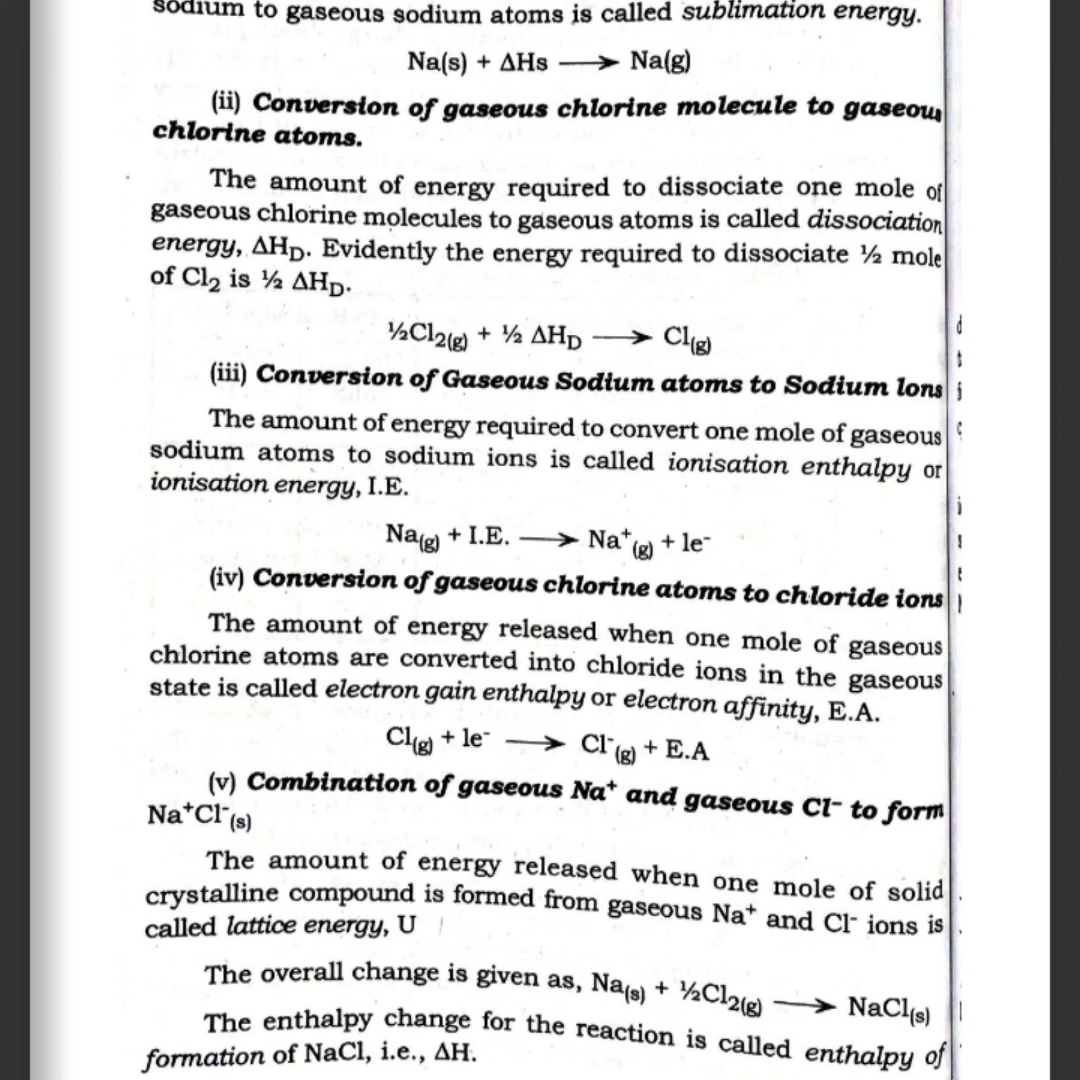 sodium to gaseous sodium atoms is called sublimation energy.
Na(s) + ΔHs ⟶ Na(g)
(ii) Conversion of gaseous chlorine molecule to gaseou
chlorine atoms.
The amount of energy required to dissociate one mole of
gaseous chlorine molecules to gaseous atoms is called dissociation
energy, ΔH_D. Evidently the energy required to dissociate ½ mole
of Cl₂ is ½ ΔH_D.
½Cl₂(g) + ½ ΔH_D ⟶ Cl(g)
(iii) Conversion of Gaseous Sodium atoms to Sodium lons
The amount of energy required to convert one mole of gaseous
sodium atoms to sodium ions is called ionisation enthalpy or
ionisation energy, I.E.
Na(g) + I.E. ⟶ Na⁺(g) + le⁻
(iv) Conversion of gaseous chlorine atoms to chloride ions
The amount of energy released when one mole of gaseous
chlorine atoms are converted into chloride ions in the gaseous
state is called electron gain enthalpy or electron affinity, E.A.
Cl(g) + le⁻ ⟶ Cl⁻(g) + E.A
(v) Combination of gaseous Na⁺ and gaseous Cl⁻ to form
Na⁺Cl⁻(s)
The amount of energy released when one mole of solid
crystalline compound is formed from gaseous Na⁺ and Cl⁻ ions is
called lattice energy, U
The overall change is given as, Na(s) + ½Cl₂(g) ⟶ NaCl(s)
The enthalpy change for the reaction is called enthalpy of
formation of NaCl, i.e., ΔH.